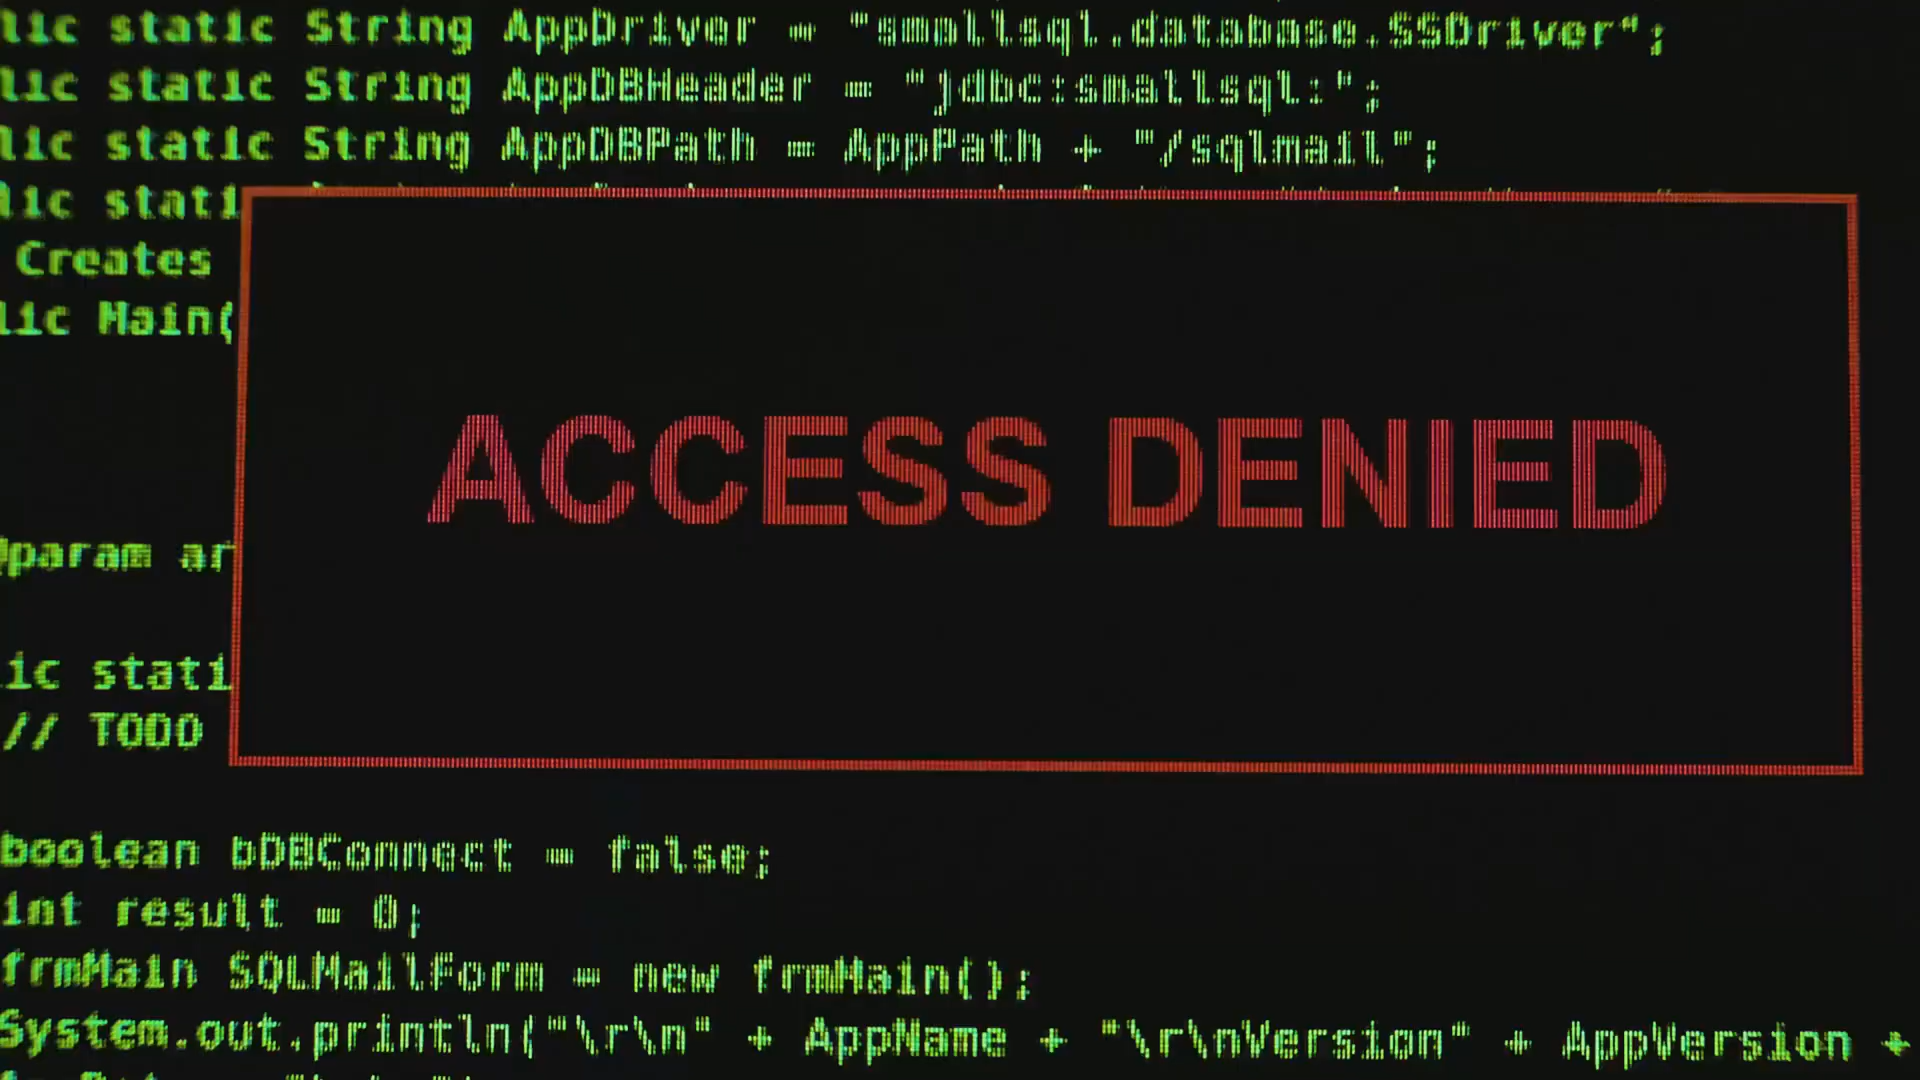 lic static String AppDriver = "smallsql.database.SSDriver";
lic static String AppDBHeader = "jdbc:smallsql:";
lic static String AppDBPath = AppPath + "/sqlmail";
lic stati
Creates
lic Main(
ACCESS DENIED
@param ar
ic stati
// TODO
boolean bDBConnect = false;
int result = 0;
frmMain SQLMailForm = new frmMain();
System.out.println("\r\n" + AppName + "\r\nVersion" + AppVersion +